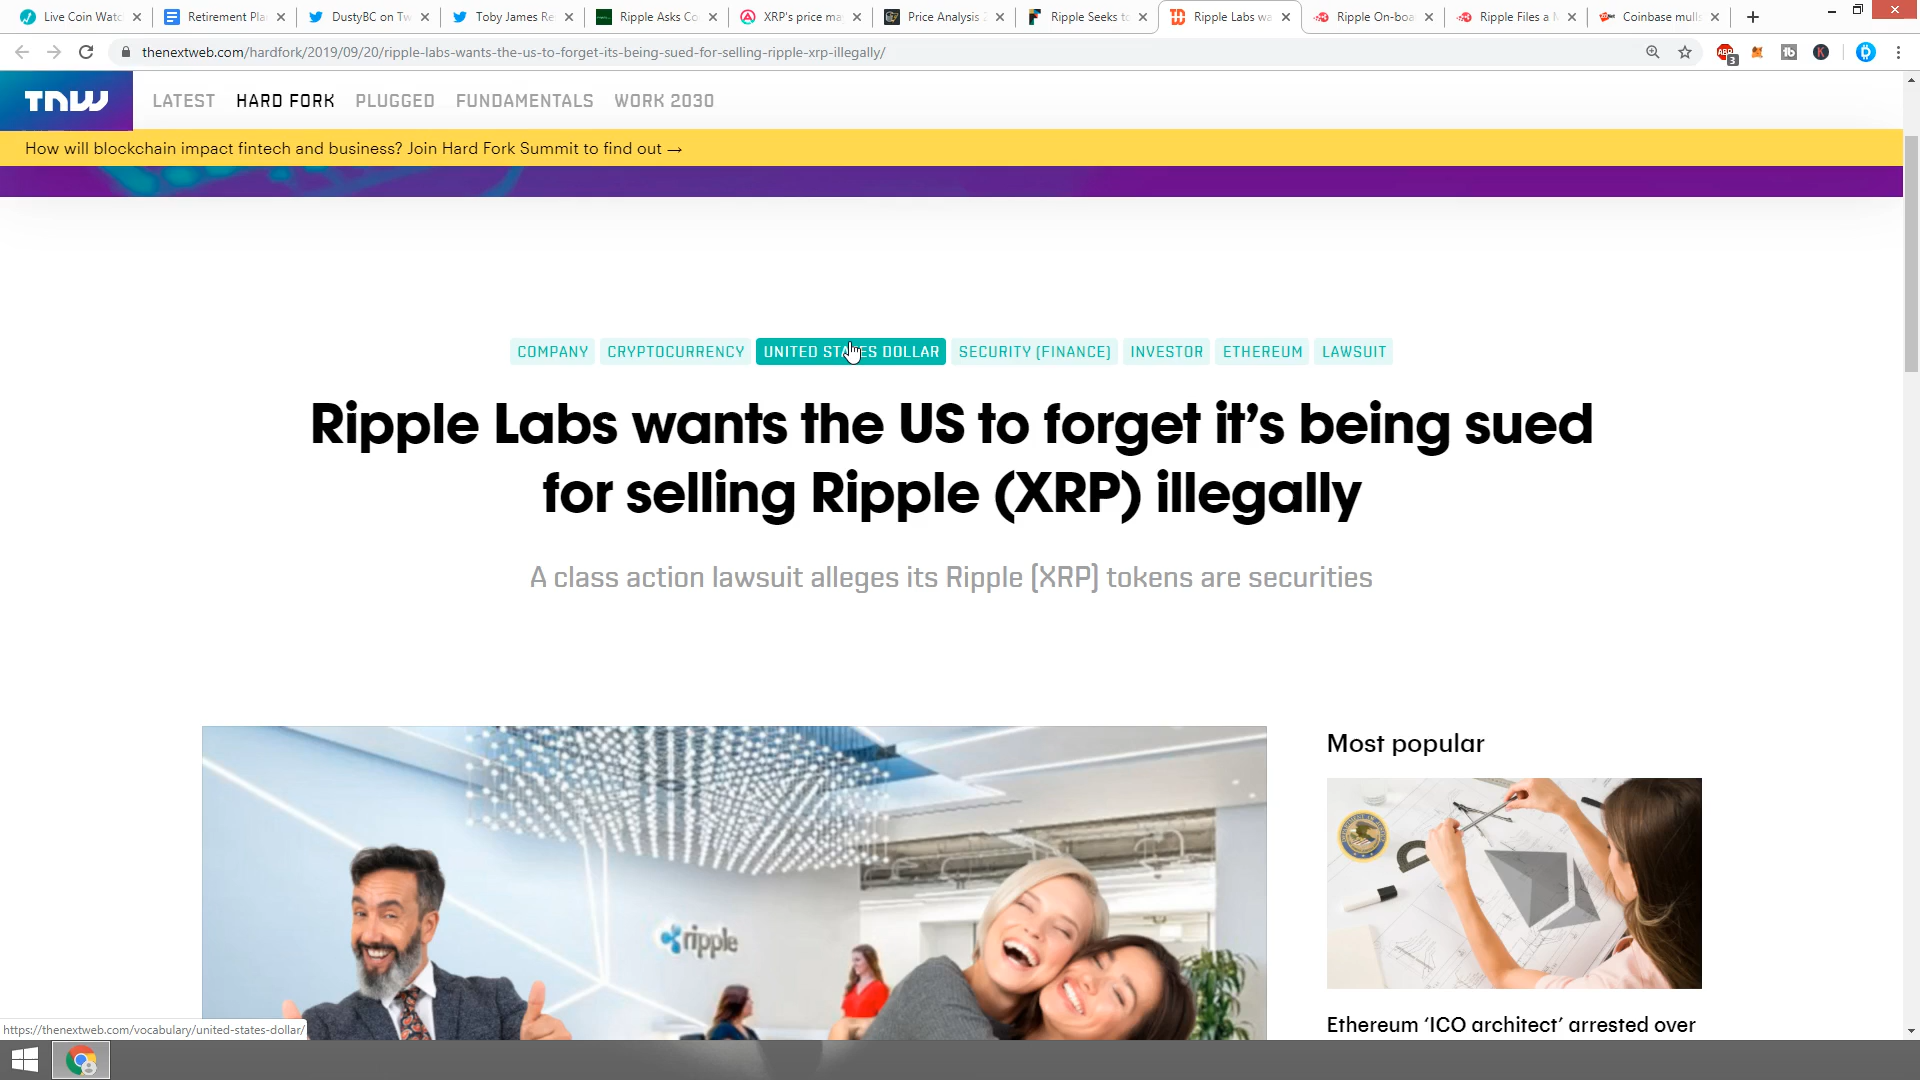 Live Coin Watc
Retirement Pla
DustyBC on Tw
Toby James Re
Ripple Asks Co
XRP's price ma
Price Analysis
Ripple Seeks to
Ripple Labs wa
Ripple On-boa
Ripple Files a M
Coinbase mulls
thenextweb.com/hardfork/2019/09/20/ripple-labs-wants-the-us-to-forget-its-being-sued-for-selling-ripple-xrp-illegally/
ABP
3
TNW
LATEST HARD FORK PLUGGED FUNDAMENTALS WORK 2030
How will blockchain impact fintech and business? Join Hard Fork Summit to find out →
COMPANY CRYPTOCURRENCY UNITED STATES DOLLAR SECURITY (FINANCE) INVESTOR ETHEREUM LAWSUIT
Ripple Labs wants the US to forget it's being sued
for selling Ripple (XRP) illegally
A class action lawsuit alleges its Ripple (XRP) tokens are securities
Most popular
ripple
Ethereum 'ICO architect' arrested over
https://thenextweb.com/vocabulary/united-states-dollar/